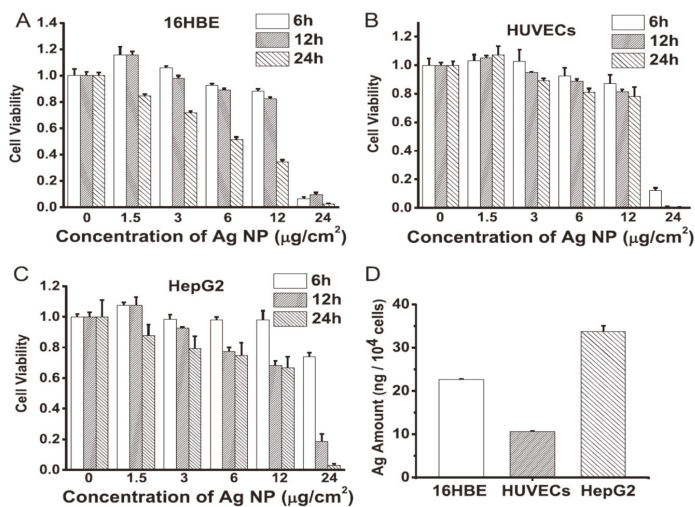 A
16HBE
6h
12h
24h
Cell Viability
1.4
1.2
1.0
0.8
0.6
0.4
0.2
0.0
0 1.5 3 6 12 24
Concentration of Ag NP (μg/cm²)
B
HUVECs
6h
12h
24h
Cell Viability
1.2
1.0
0.8
0.6
0.4
0.2
0.0
0 1.5 3 6 12 24
Concentration of Ag NP (μg/cm²)
C
HepG2
6h
12h
24h
Cell Viability
1.4
1.2
1.0
0.8
0.6
0.4
0.2
0.0
0 1.5 3 6 12 24
Concentration of Ag NP (μg/cm²)
D
Ag Amount (ng / 10⁴ cells)
40
30
20
10
0
16HBE HUVECs HepG2